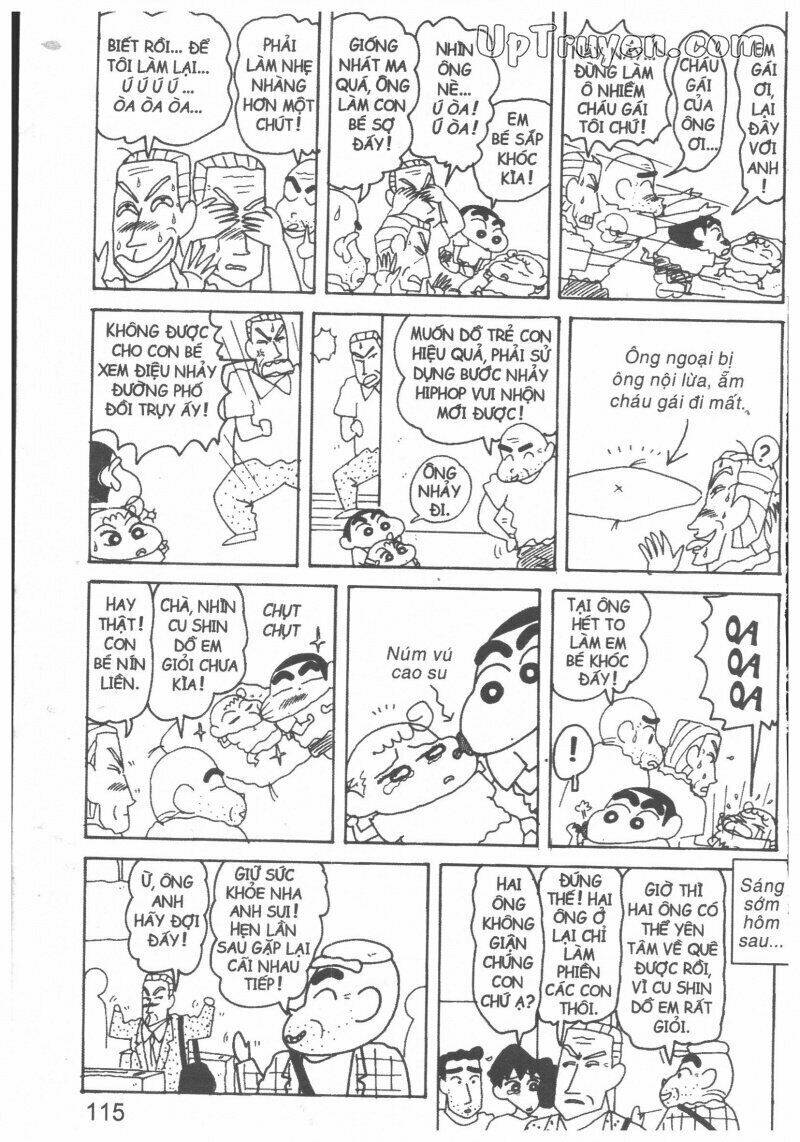 UpTruyen.com
EM
GÁI
ƠI,
LẠI
ĐÂY
VỚI
ANH!
CHÁU
GÁI
CỦA
ÔNG
ƠI...
ĐỪNG LÀM
Ô NHIỄM
CHÁU GÁI
TÔI CHỨ!
EM
BÉ SẮP
KHÓC
KÌA!
NHÌN
ÔNG
NÈ...
Ú ÒA!
Ú ÒA!
GIỐNG
NHÁT MA
QUÁ, ÔNG
LÀM CON
BÉ SỢ
ĐẤY!
PHẢI
LÀM NHẸ
NHÀNG
HƠN MỘT
CHÚT!
BIẾT RỒI... ĐỂ
TÔI LÀM LẠI...
Ú Ú Ú Ú ...
ÒA ÒA ÒA...
Ông ngoại bị
ông nội lừa, ẵm
cháu gái đi mất.
?
MUỐN DỖ TRẺ CON
HIỆU QUẢ, PHẢI SỬ
DỤNG BƯỚC NHẢY
HIPHOP VUI NHỘN
MỚI ĐƯỢC!
ÔNG
NHẢY
ĐI.
KHÔNG ĐƯỢC
CHO CON BÉ
XEM ĐIỆU NHẢY
ĐƯỜNG PHỐ
ĐỒI TRỤY ẤY!
OA
OA
OA
TẠI ÔNG
HÉT TO
LÀM EM
BÉ KHÓC
ĐẤY!
!
Núm vú
cao su
CHỤT
CHỤT
CHÀ, NHÌN
CU SHIN
DỖ EM
GIỎI CHƯA
KÌA!
HAY
THẬT!
CON
BÉ NÍN
LIỀN.
Sáng
sớm
hôm
sau...
GIỜ THÌ
HAI ÔNG CÓ
THỂ YÊN
TÂM VỀ QUÊ
ĐƯỢC RỒI,
VÌ CU SHIN
DỖ EM RẤT
GIỎI.
ĐÚNG
THẾ! HAI
ÔNG Ở
LẠI CHỈ
LÀM
PHIỀN
CÁC CON
THÔI.
HAI
ÔNG
KHÔNG
GIẬN
CHÚNG
CON
CHỨ Ạ?
GIỮ SỨC
KHỎE NHA
ANH SUI!
HẸN LẦN
SAU GẶP LẠI
CÃI NHAU
TIẾP!
Ừ, ÔNG
ANH
HÃY ĐỢI
ĐẤY!
115